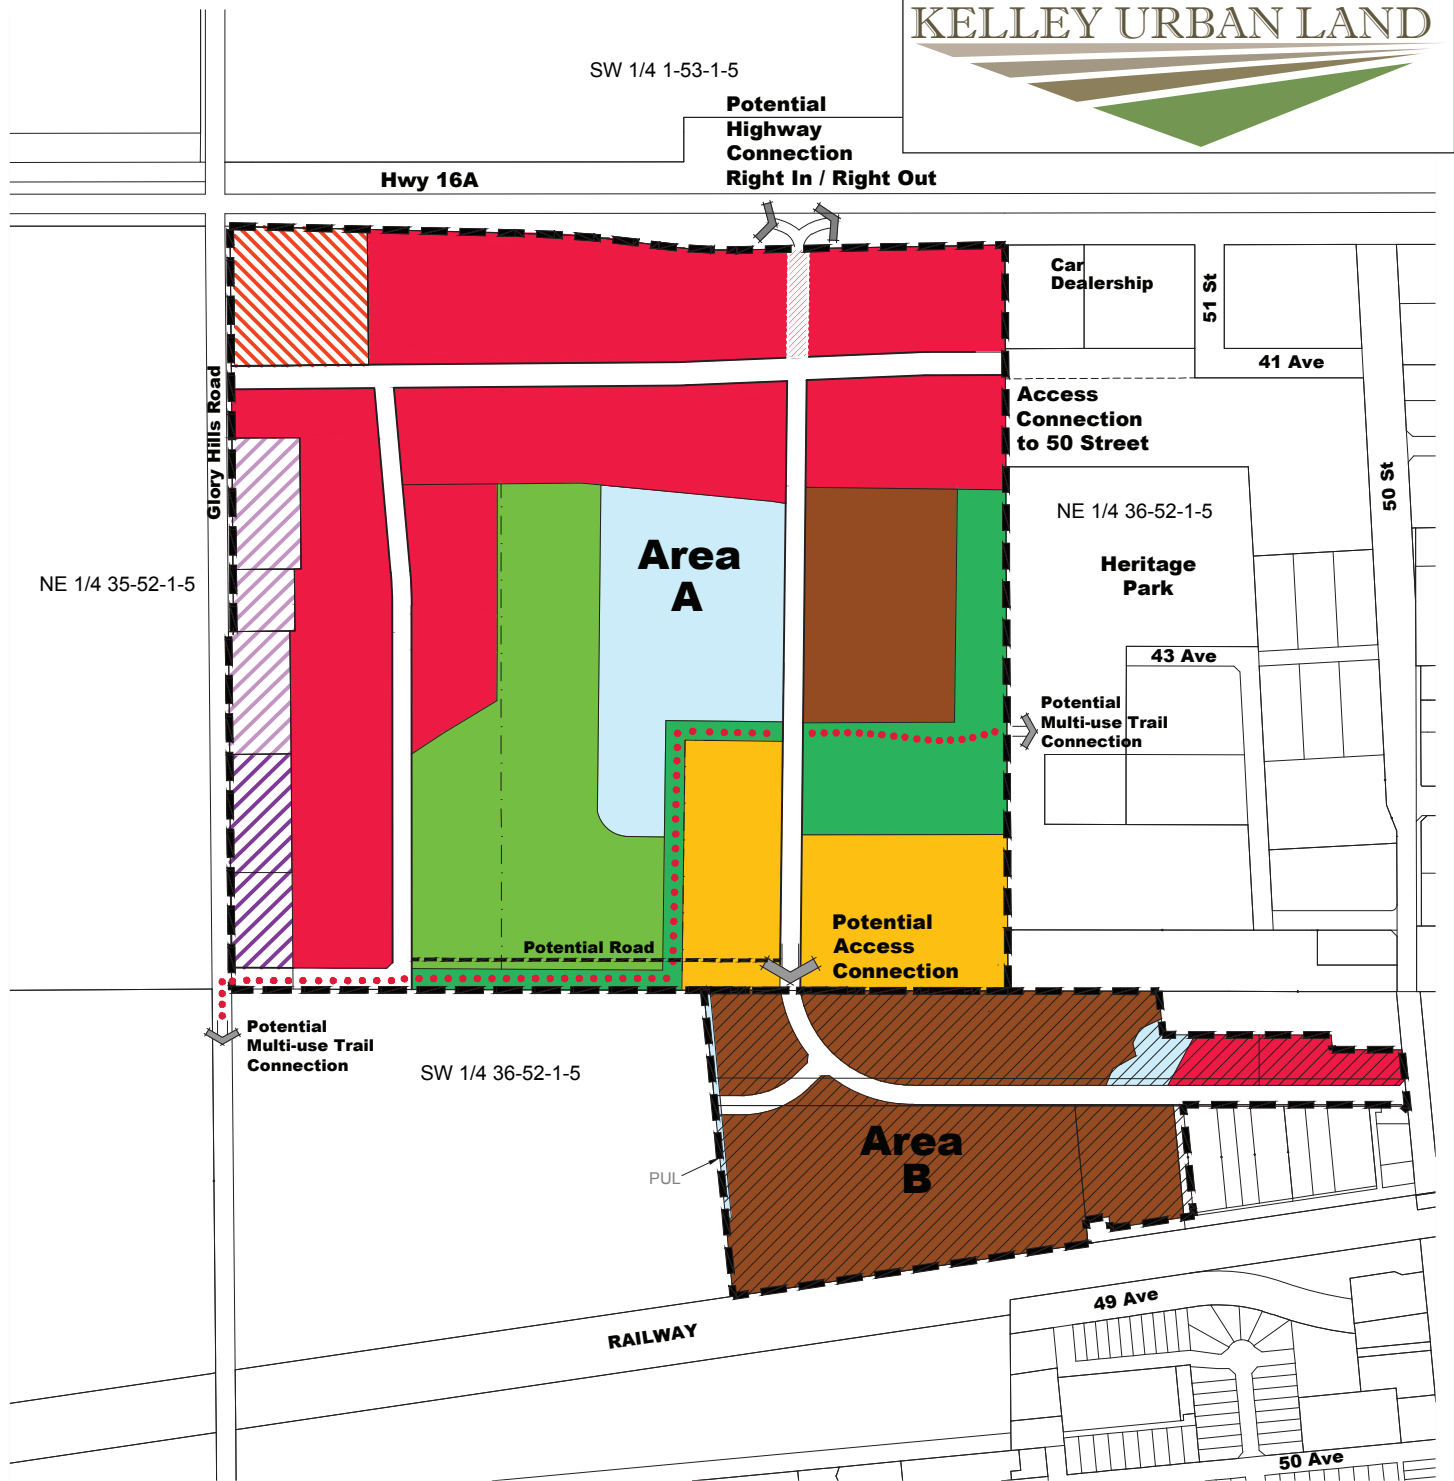 KELLEY URBAN LAND
SW 1/4 1-53-1-5
Potential
Highway
Connection
Right In / Right Out
Hwy 16A
Car
Dealership
51 St
41 Ave
Glory Hills Road
Access
Connection
to 50 Street
50 St
NE 1/4 36-52-1-5
Area
A
Heritage
Park
NE 1/4 35-52-1-5
43 Ave
Potential
Multi-use Trail
Connection
Potential Road
Potential
Access
Connection
Potential
Multi-use Trail
Connection
SW 1/4 36-52-1-5
Area
B
PUL
49 Ave
RAILWAY
50 Ave